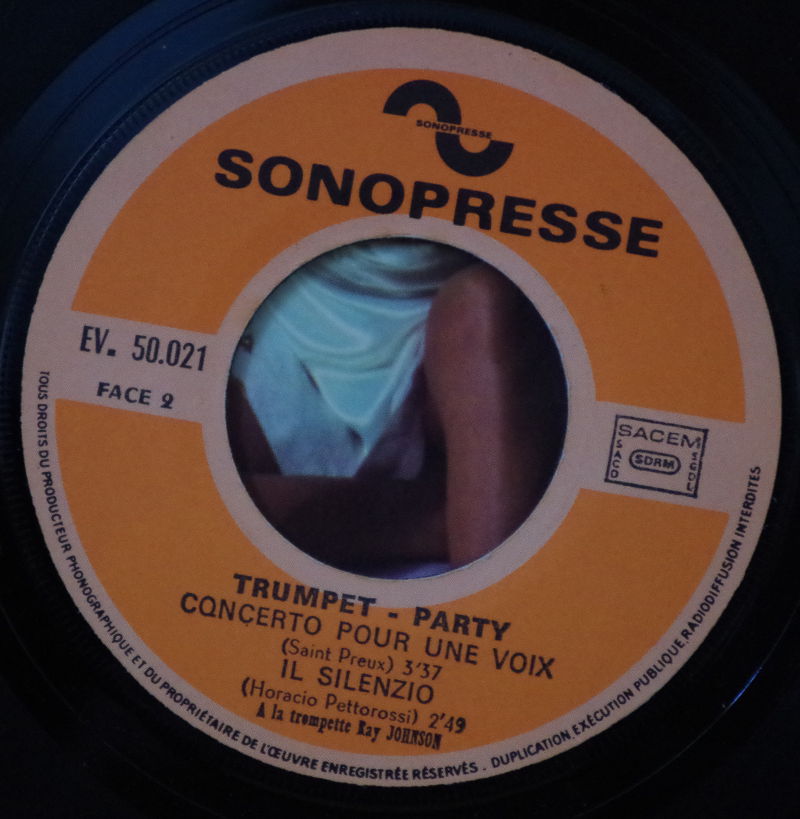 SONOPRESSE
SONOPRESSE
EV. 50.021
FACE 2
SACEM
SACD
SDRM
SGDL
TRUMPET - PARTY
CONCERTO POUR UNE VOIX
(Saint Preux) 3'37
IL SILENZIO
(Horacio Pettorossi) 2'49
A la trompette Ray JOHNSON
TOUS DROITS DU PRODUCTEUR PHONOGRAPHIQUE ET DU PROPRIÉTAIRE DE L'ŒUVRE ENREGISTRÉE RÉSERVÉS - DUPLICATION, EXÉCUTION PUBLIQUE, RADIODIFFUSION INTERDITES